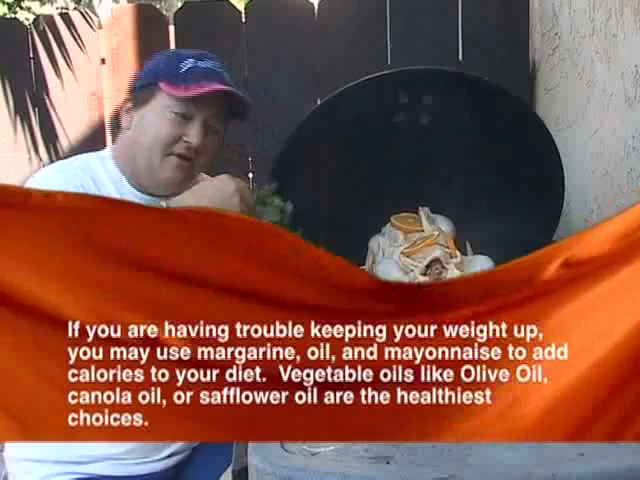 If you are having trouble keeping your weight up,
you may use margarine, oil, and mayonnaise to add
calories to your diet.  Vegetable oils like Olive Oil,
canola oil, or safflower oil are the healthiest
choices.